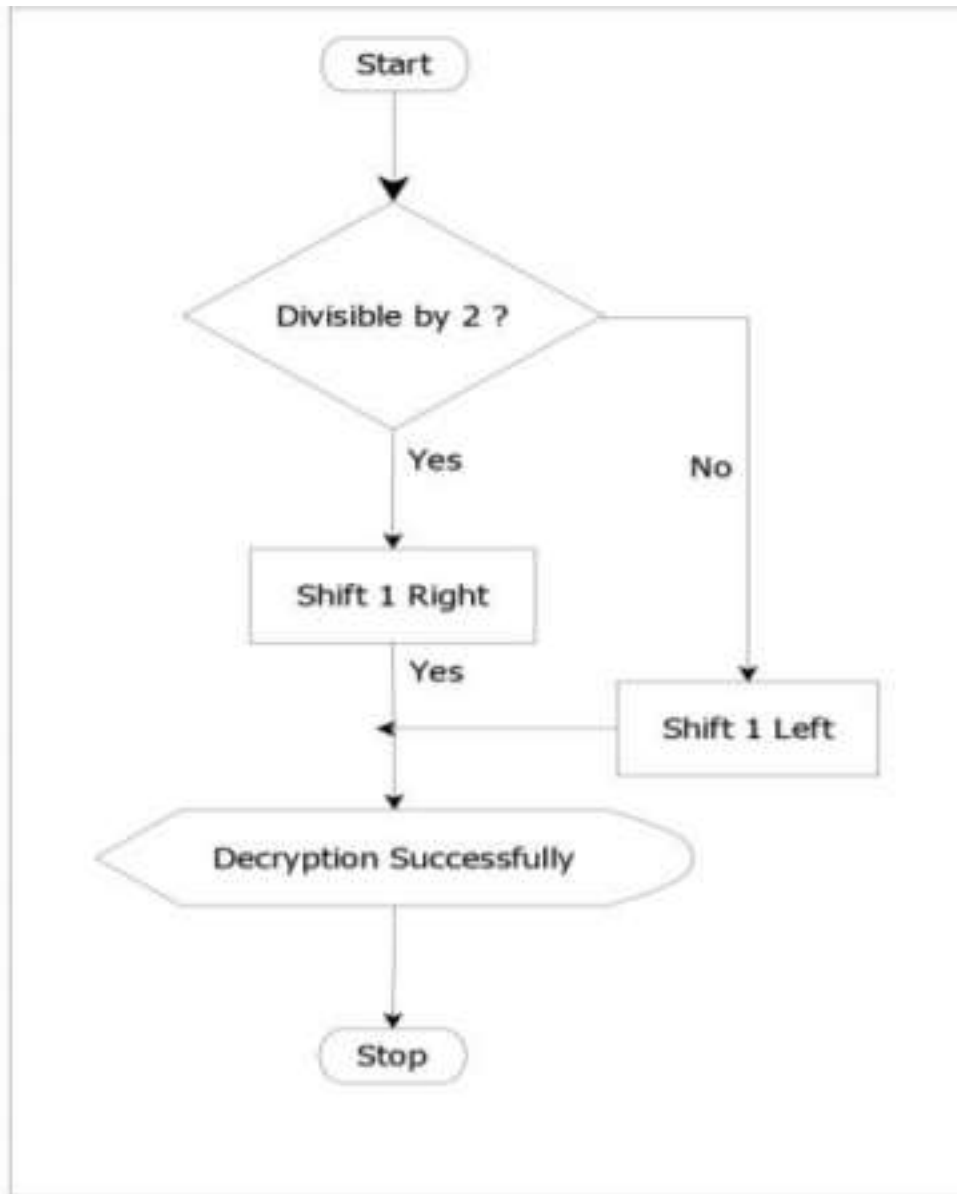 Start
Divisible by 2 ?
Yes
No
Shift 1 Right
Yes
Shift 1 Left
Decryption Successfully
Stop